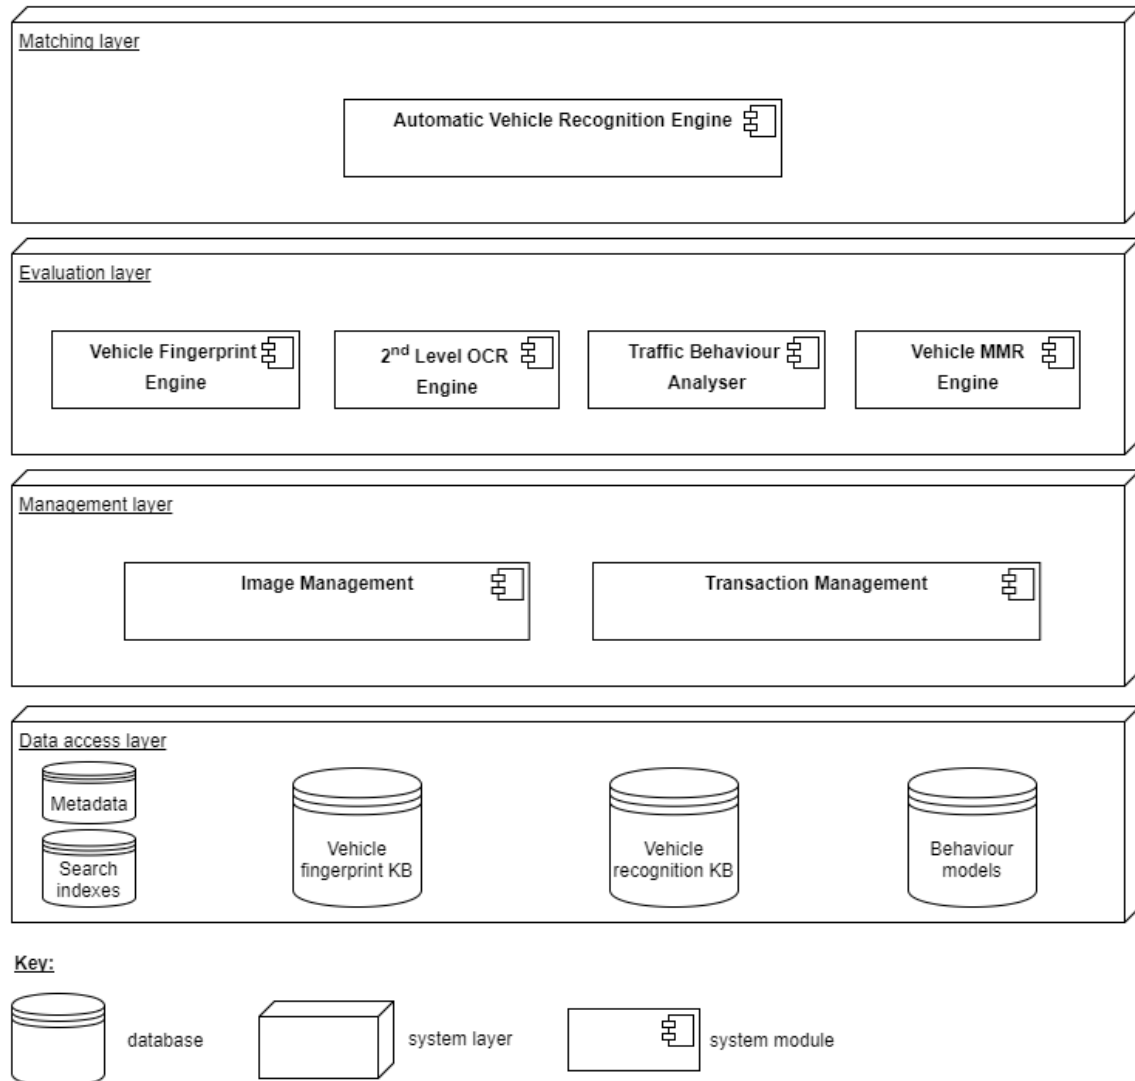 Matching layer
Automatic Vehicle Recognition Engine
Evaluation layer
Vehicle Fingerprint
Engine
2nd Level OCR
Engine
Traffic Behaviour
Analyser
Vehicle MMR
Engine
Management layer
Image Management
Transaction Management
Data access layer
Metadata
Search
indexes
Vehicle
fingerprint KB
Vehicle
recognition KB
Behaviour
models
Key:
database
system layer
system module